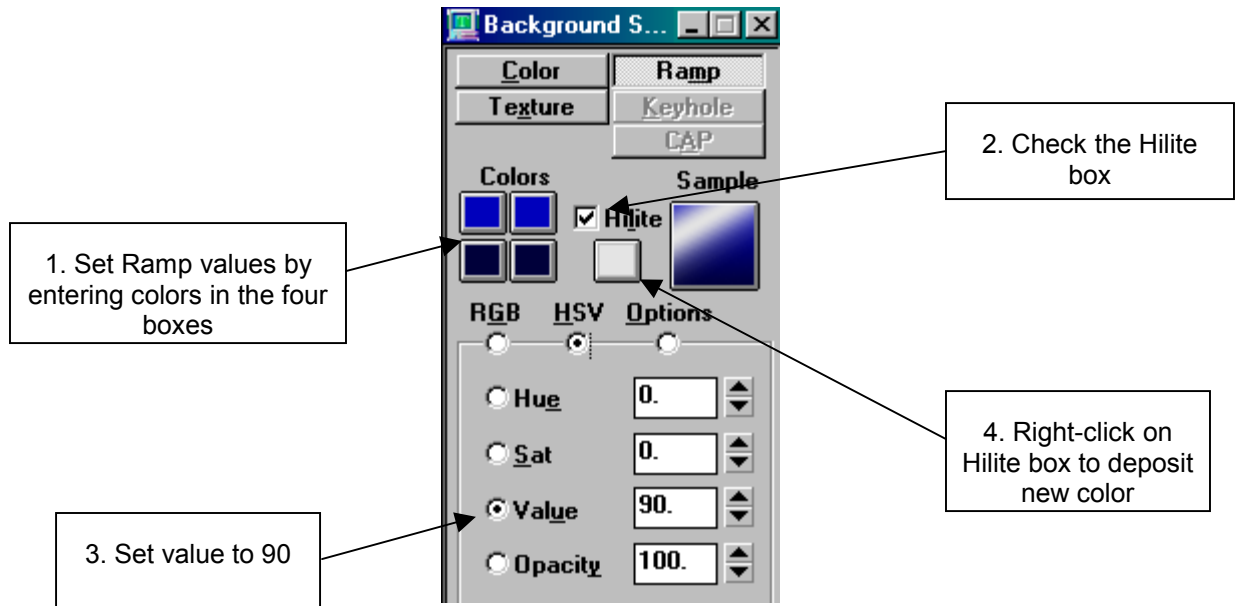 Background S...
Color Ramp
Texture Keyhole
CAP
Colors Sample
Hilite
RGB HSV Options
Hue 0.
Sat 0.
Value 90.
Opacity 100.
1. Set Ramp values by
entering colors in the four
boxes
2. Check the Hilite
box
3. Set value to 90
4. Right-click on
Hilite box to deposit
new color